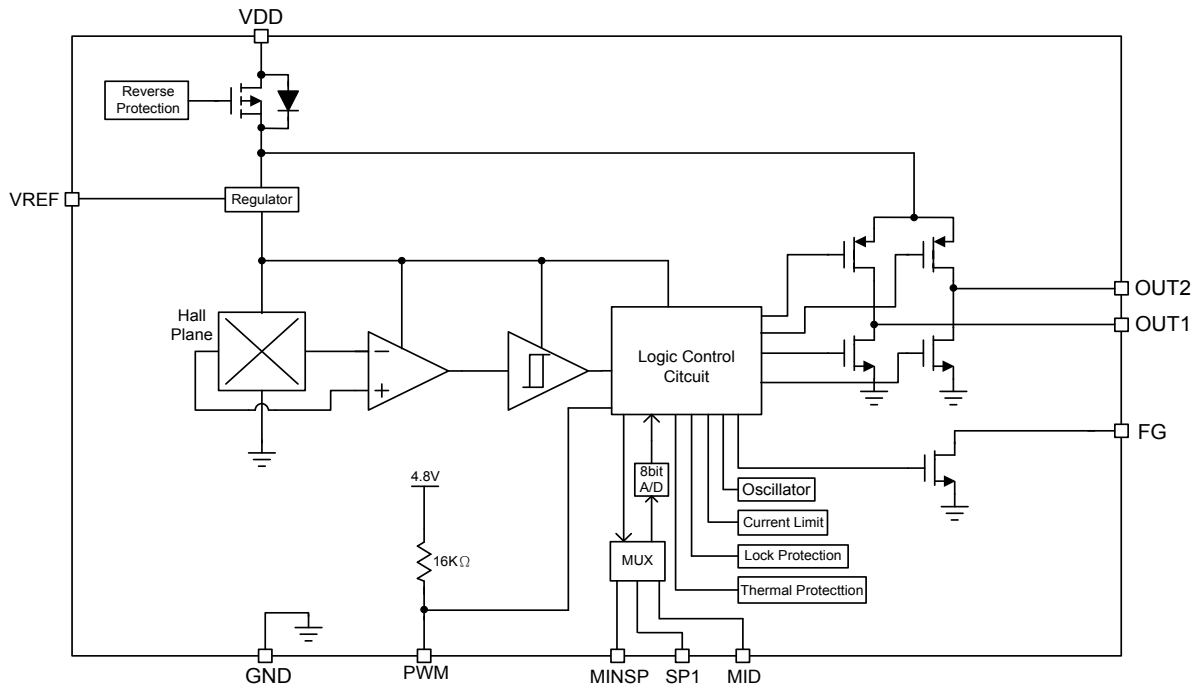 VDD
Reverse
Protection
VREF
Regulator
Hall
Plane
Logic Control
Citcuit
OUT2
OUT1
FG
4.8V
16KΩ
8bit
A/D
MUX
Oscillator
Current Limit
Lock Protection
Thermal Protecttion
GND
PWM
MINSP
SP1
MID